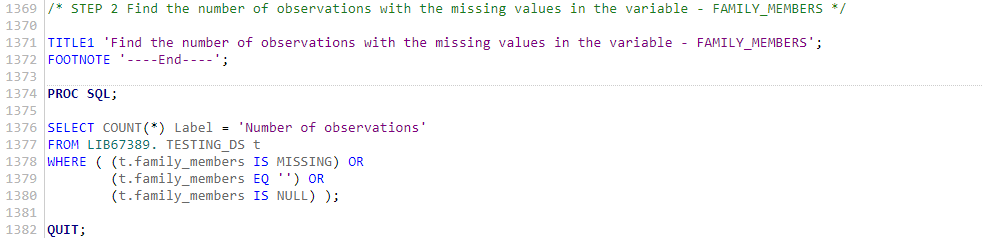 1369 /* STEP 2 Find the number of observations with the missing values in the variable - FAMILY_MEMBERS */
1370
1371 TITLE1 'Find the number of observations with the missing values in the variable - FAMILY_MEMBERS';
1372 FOOTNOTE '----End----';
1373
1374 PROC SQL;
1375
1376 SELECT COUNT(*) Label = 'Number of observations'
1377 FROM LIB67389. TESTING_DS t
1378 WHERE ( (t.family_members IS MISSING) OR
1379         (t.family_members EQ '') OR
1380         (t.family_members IS NULL) );
1381
1382 QUIT;